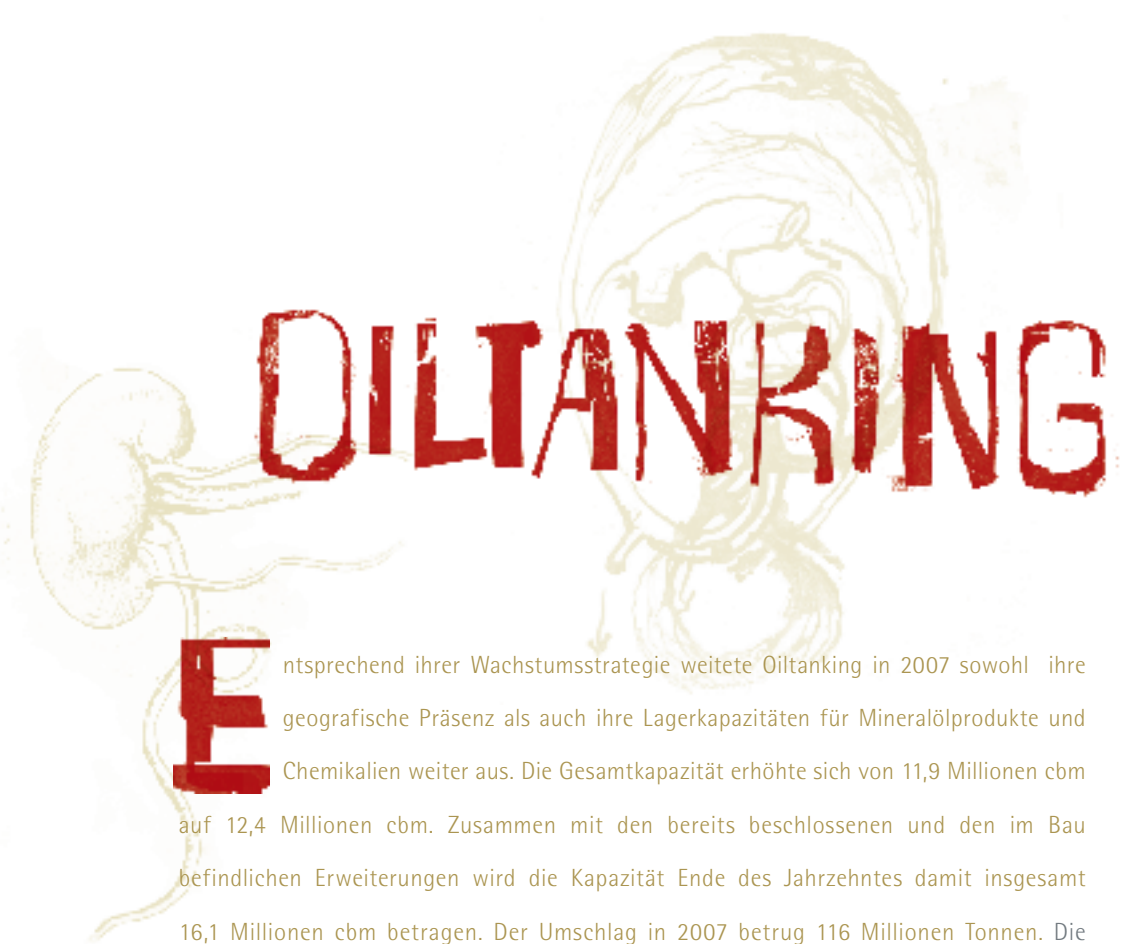 OILTANKING
Entsprechend ihrer Wachstumsstrategie weitete Oiltanking in 2007 sowohl ihre
geografische Präsenz als auch ihre Lagerkapazitäten für Mineralölprodukte und
Chemikalien weiter aus. Die Gesamtkapazität erhöhte sich von 11,9 Millionen cbm
auf 12,4 Millionen cbm. Zusammen mit den bereits beschlossenen und den im Bau
befindlichen Erweiterungen wird die Kapazität Ende des Jahrzehntes damit insgesamt
16,1 Millionen cbm betragen. Der Umschlag in 2007 betrug 116 Millionen Tonnen. Die